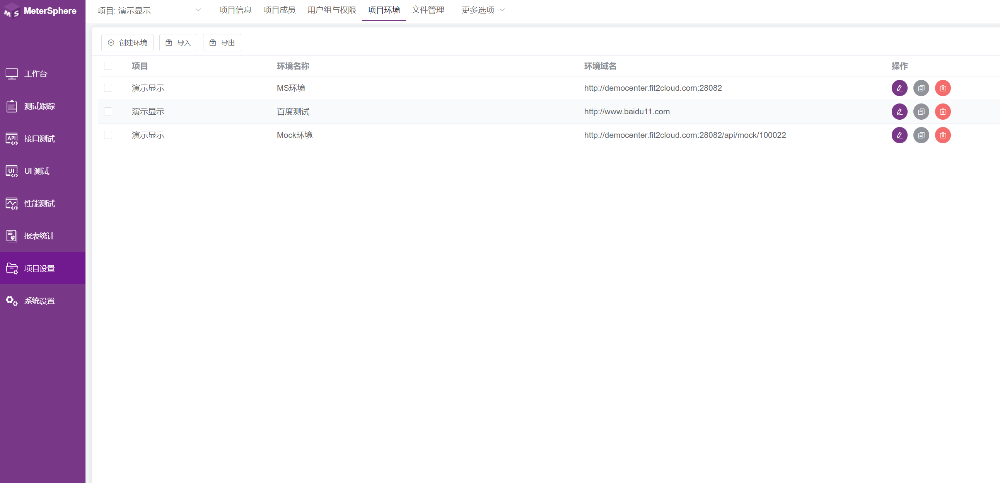 MeterSphere
项目: 演示显示
项目信息
项目成员
用户组与权限
项目环境
文件管理
更多选项
工作台
测试跟踪
API 接口测试
UI UI 测试
性能测试
报表统计
项目设置
系统设置
创建环境
导入
导出
项目 环境名称 环境域名 操作
演示显示 MS环境 http://democenter.fit2cloud.com:28082
演示显示 百度测试 http://www.baidu11.com
演示显示 Mock环境 http://democenter.fit2cloud.com:28082/api/mock/100022